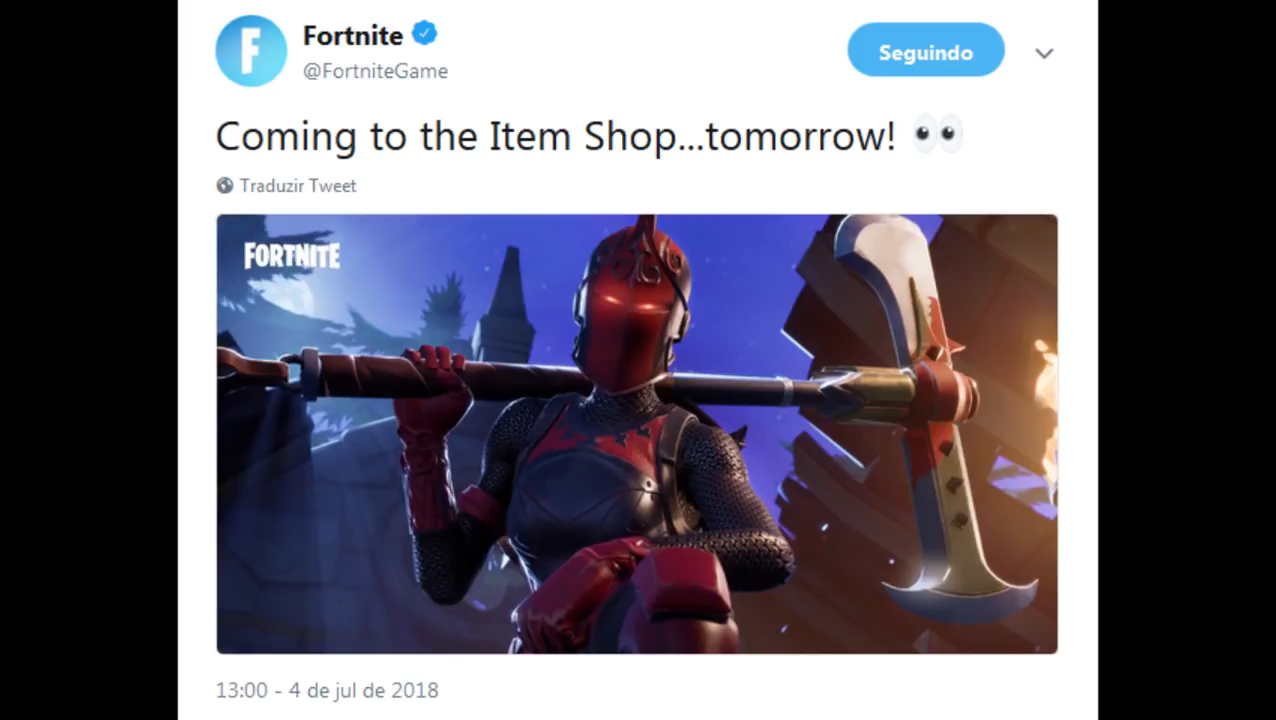 Fortnite
@FortniteGame
Seguindo
Coming to the Item Shop...tomorrow! 👀
Traduzir Tweet
FORTNITE
13:00 - 4 de jul de 2018